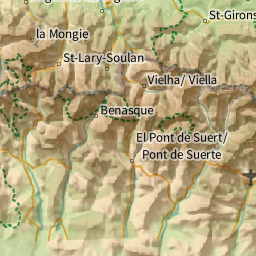 St-Girons
la Mongie
St-Lary-Soulan
Vielha/ Viella
Benasque
El Pont de Suert/
Pont de Suerte